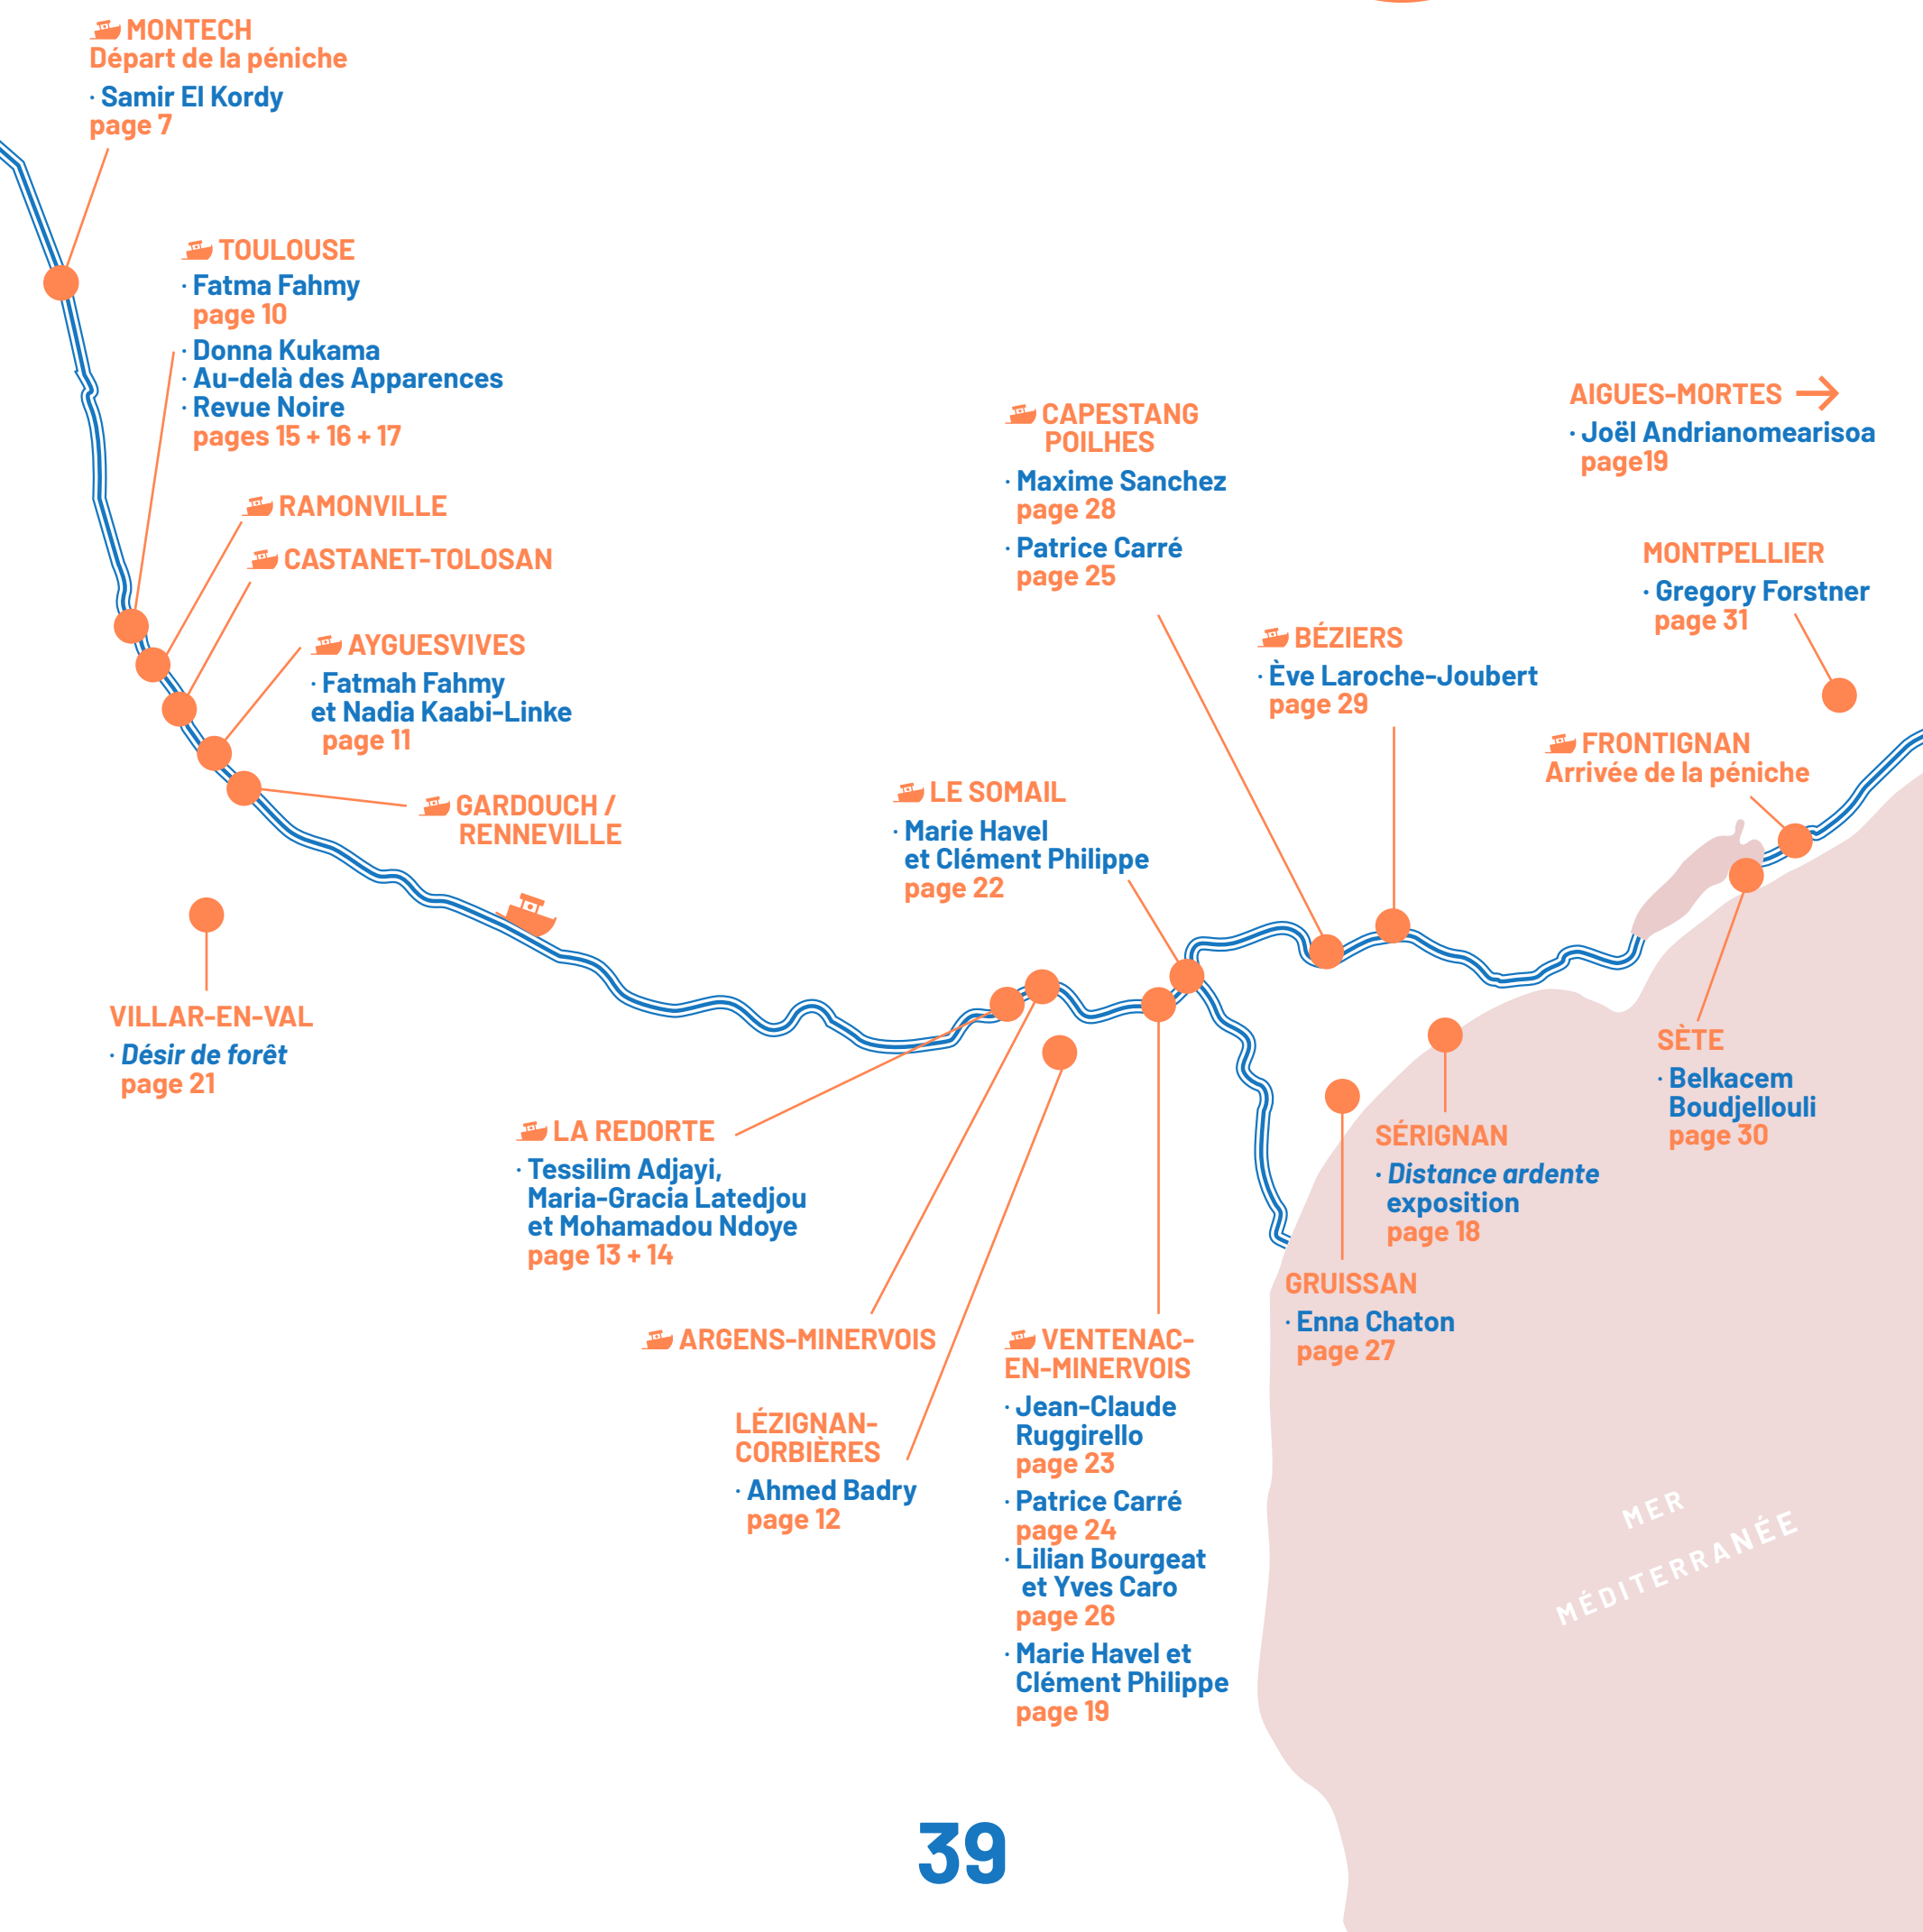 MONTECH
Départ de la péniche
· Samir El Kordy
page 7
TOULOUSE
· Fatma Fahmy
page 10
· Donna Kukama
· Au-delà des Apparences
· Revue Noire
pages 15 + 16 + 17
RAMONVILLE
CASTANET-TOLOSAN
AYGUESVIVES
· Fatmah Fahmy
et Nadia Kaabi-Linke
page 11
GARDOUCH /
RENNEVILLE
VILLAR-EN-VAL
· Désir de forêt
page 21
LA REDORTE
· Tessilim Adjayi,
Maria-Gracia Latedjou
et Mohamadou Ndoye
page 13 + 14
ARGENS-MINERVOIS
LÉZIGNAN-
CORBIÈRES
· Ahmed Badry
page 12
LE SOMAIL
· Marie Havel
et Clément Philippe
page 22
CAPESTANG
POILHES
· Maxime Sanchez
page 28
· Patrice Carré
page 25
VENTENAC-
EN-MINERVOIS
· Jean-Claude
Ruggirello
page 23
· Patrice Carré
page 24
· Lilian Bourgeat
et Yves Caro
page 26
· Marie Havel et
Clément Philippe
page 19
BÉZIERS
· Ève Laroche-Joubert
page 29
GRUISSAN
· Enna Chaton
page 27
SÉRIGNAN
· Distance ardente
exposition
page 18
AIGUES-MORTES →
· Joël Andrianomearisoa
page19
MONTPELLIER
· Gregory Forstner
page 31
FRONTIGNAN
Arrivée de la péniche
SÈTE
· Belkacem
Boudjellouli
page 30
MER
MÉDITERRANÉE
39